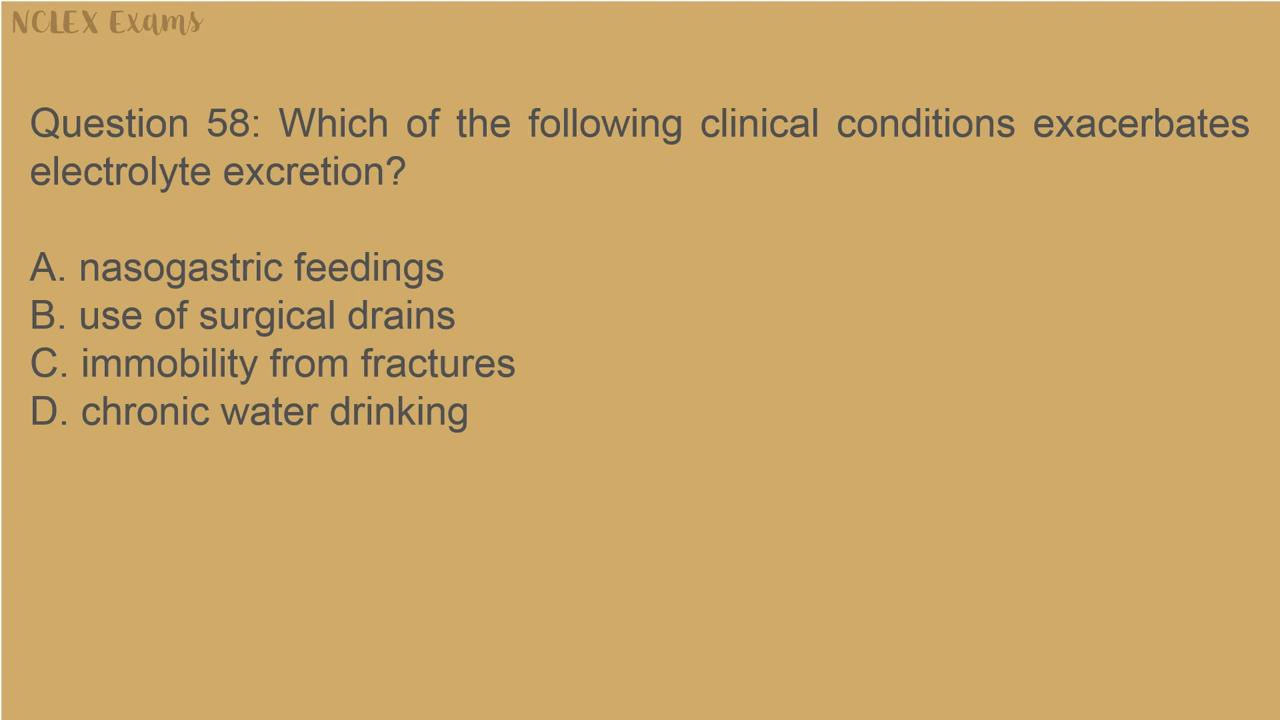 NCLEX Exams
Question 58: Which of the following clinical conditions exacerbates
electrolyte excretion?
A. nasogastric feedings
B. use of surgical drains
C. immobility from fractures
D. chronic water drinking